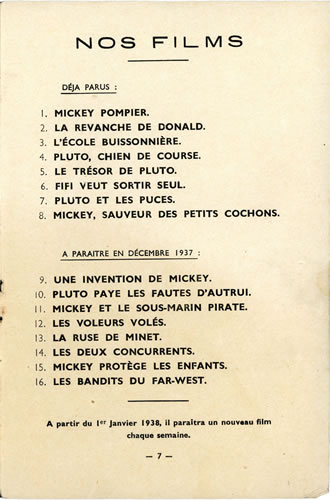 NOS FILMS
DÉJA PARUS :
1. MICKEY POMPIER.
2. LA REVANCHE DE DONALD.
3. L'ÉCOLE BUISSONNIÈRE.
4. PLUTO, CHIEN DE COURSE.
5. LE TRÉSOR DE PLUTO.
6. FIFI VEUT SORTIR SEUL.
7. PLUTO ET LES PUCES.
8. MICKEY, SAUVEUR DES PETITS COCHONS.
A PARAITRE EN DÉCEMBRE 1937 :
9. UNE INVENTION DE MICKEY.
10. PLUTO PAYE LES FAUTES D'AUTRUI.
11. MICKEY ET LE SOUS-MARIN PIRATE.
12. LES VOLEURS VOLÉS.
13. LA RUSE DE MINET.
14. LES DEUX CONCURRENTS.
15. MICKEY PROTÈGE LES ENFANTS.
16. LES BANDITS DU FAR-WEST.
A partir du 1er Janvier 1938, il paraîtra un nouveau film
chaque semaine.
— 7 —